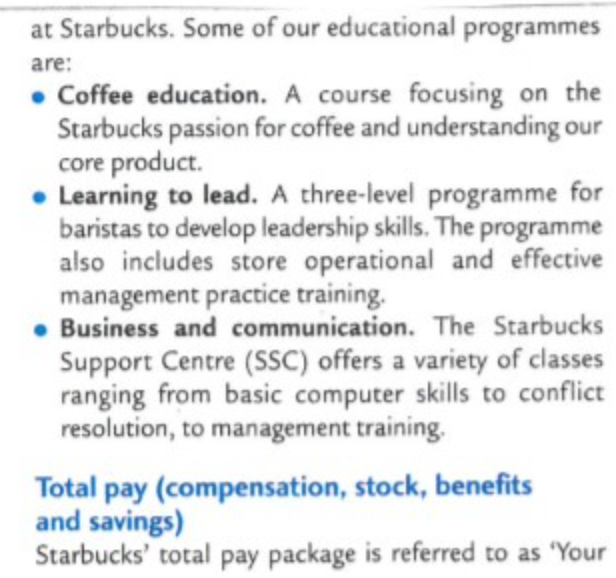 at Starbucks. Some of our educational programmes
are:
• Coffee education. A course focusing on the
Starbucks passion for coffee and understanding our
core product.
• Learning to lead. A three-level programme for
baristas to develop leadership skills. The programme
also includes store operational and effective
management practice training.
• Business and communication. The Starbucks
Support Centre (SSC) offers a variety of classes
ranging from basic computer skills to conflict
resolution, to management training.
Total pay (compensation, stock, benefits
and savings)
Starbucks’ total pay package is referred to as ‘Your